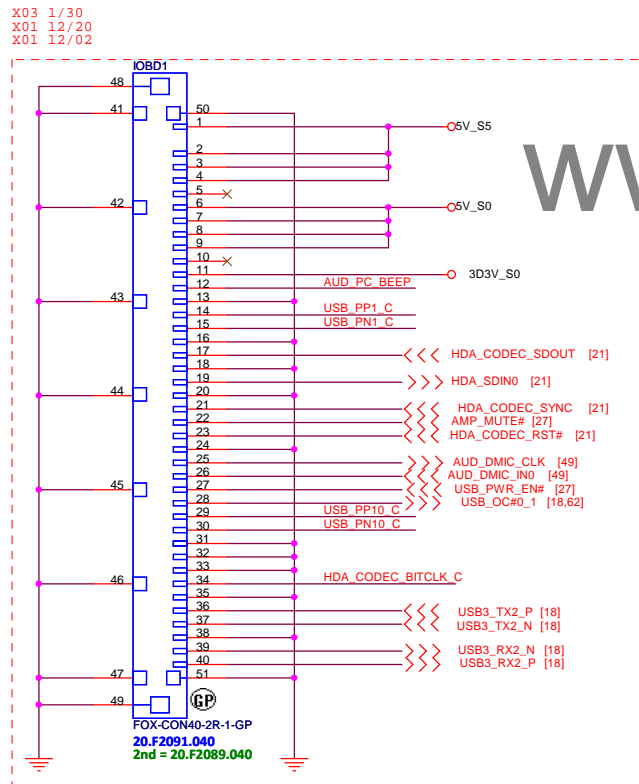 X03 1/30
X01 12/20
X01 12/02
IOBD1
48
41
50
1
5V_S5
2
3
4
5
42
6
5V_S0
7
8
9
10
11
3D3V_S0
12
AUD_PC_BEEP
43
13
14
USB_PP1_C
15
USB_PN1_C
16
17
HDA_CODEC_SDOUT [21]
18
19
HDA_SDIN0 [21]
44
20
21
HDA_CODEC_SYNC [21]
22
AMP_MUTE# [27]
23
HDA_CODEC_RST# [21]
24
25
AUD_DMIC_CLK [49]
26
AUD_DMIC_IN0 [49]
45
27
USB_PWR_EN# [27]
28
USB_OC#0_1 [18,62]
29
USB_PP10_C
30
USB_PN10_C
31
32
33
46
34
HDA_CODEC_BITCLK_C
35
36
USB3_TX2_P [18]
37
USB3_TX2_N [18]
38
39
USB3_RX2_N [18]
40
USB3_RX2_P [18]
47
51
49
GP
FOX-CON40-2R-1-GP
20.F2091.040
2nd = 20.F2089.040